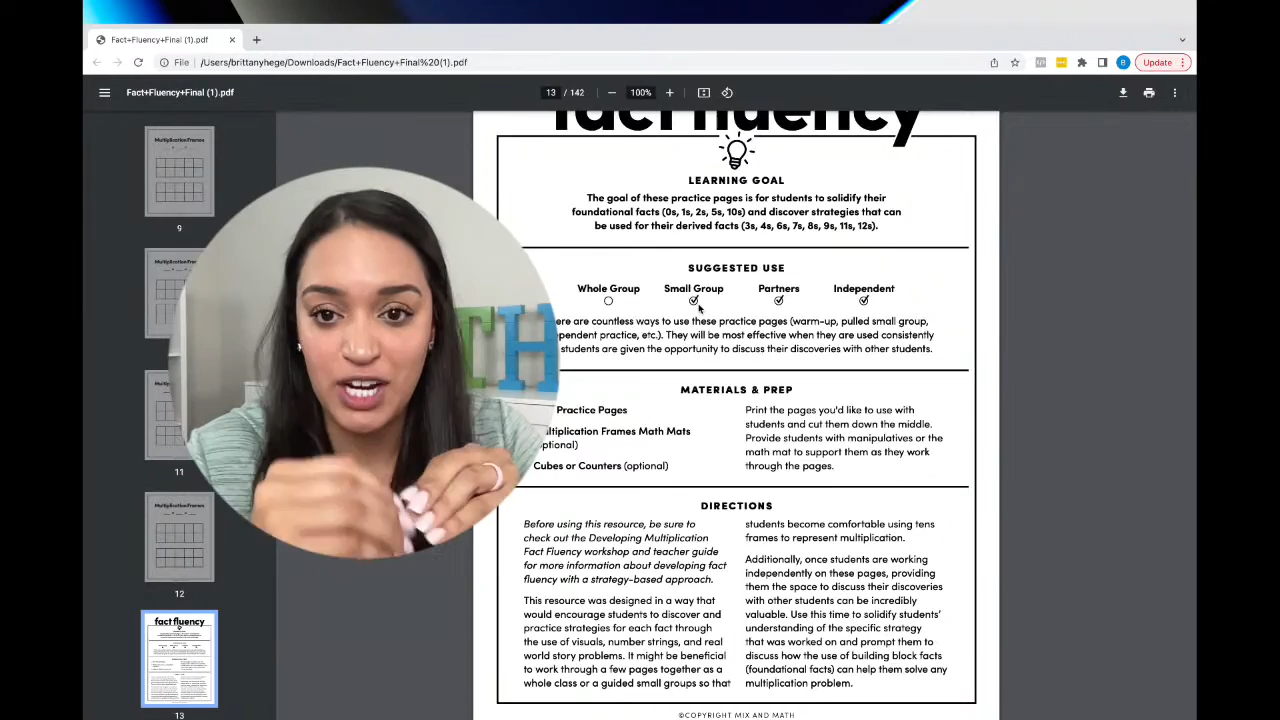 Fact+Fluency+Final (1).pdf
File
/Users/brittanyhege/Downloads/Fact+Fluency+Final%20(1).pdf
B
Update
Fact+Fluency+Final (1).pdf
13 / 142
100%
Multiplication Frames
9
11
Multiplication Frames
12
fact fluency
13
fact fluency
LEARNING GOAL
The goal of these practice pages is for students to solidify their
foundational facts (0s, 1s, 2s, 5s, 10s) and discover strategies that can
be used for their derived facts (3s, 4s, 6s, 7s, 8s, 9s, 11s, 12s).
SUGGESTED USE
Whole Group
Small Group
Partners
Independent
ere are countless ways to use these practice pages (warm-up, pulled small group,
pendent practice, etc.). They will be most effective when they are used consistently
students are given the opportunity to discuss their discoveries with other students.
MATERIALS & PREP
Practice Pages
ltiplication Frames Math Mats
ptional)
Cubes or Counters (optional)
Print the pages you'd like to use with
students and cut them down the middle.
Provide students with manipulatives or the
math mat to support them as they work
through the pages.
DIRECTIONS
Before using this resource, be sure to
check out the Developing Multiplication
Fact Fluency workshop and teacher guide
for more information about developing fact
fluency with a strategy-based approach.
This resource was designed in a way that
would encourage students to discover and
practice strategies for each fact through
the use of visuals, number strings, and real
world story problems. It might be beneficial
to work through a few pages together as a
whole class or a during small groups so that
students become comfortable using tens
frames to represent multiplication.
Additionally, once students are working
independently on these pages, providing
them the space to discuss their discoveries
with other students can be incredibly
valuable. Use this time to solidify students'
understanding of the specific strategy
that was worked on and prompt them to
discuss how the use of building block facts
(foundational facts) can help them solve any
multiplication problem.
©COPYRIGHT MIX AND MATH
TH